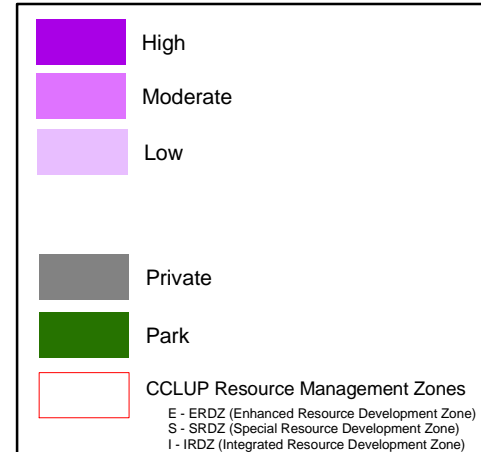 High
Moderate
Low
Private
Park
CCLUP Resource Management Zones
E - ERDZ (Enhanced Resource Development Zone)
S - SRDZ (Special Resource Development Zone)
I - IRDZ (Integrated Resource Development Zone)